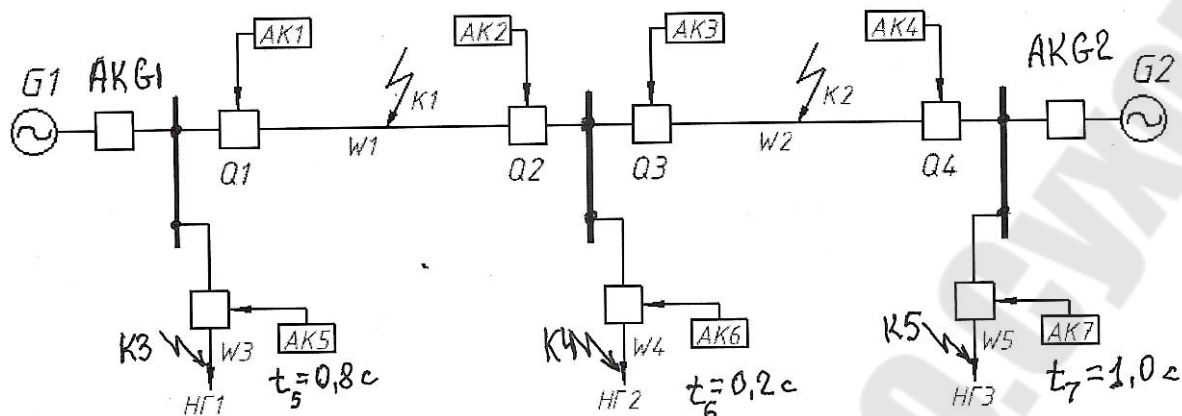 G1
AKG1
AK1
AK2
AK3
AK4
AKG2
G2
K1
K2
W1
W2
Q1
Q2
Q3
Q4
K3
W3
AK5
t₅=0,8 с
НГ1
K4
W4
AK6
t₆=0,2 с
НГ2
K5
W5
AK7
t₇=1,0 с
НГ3